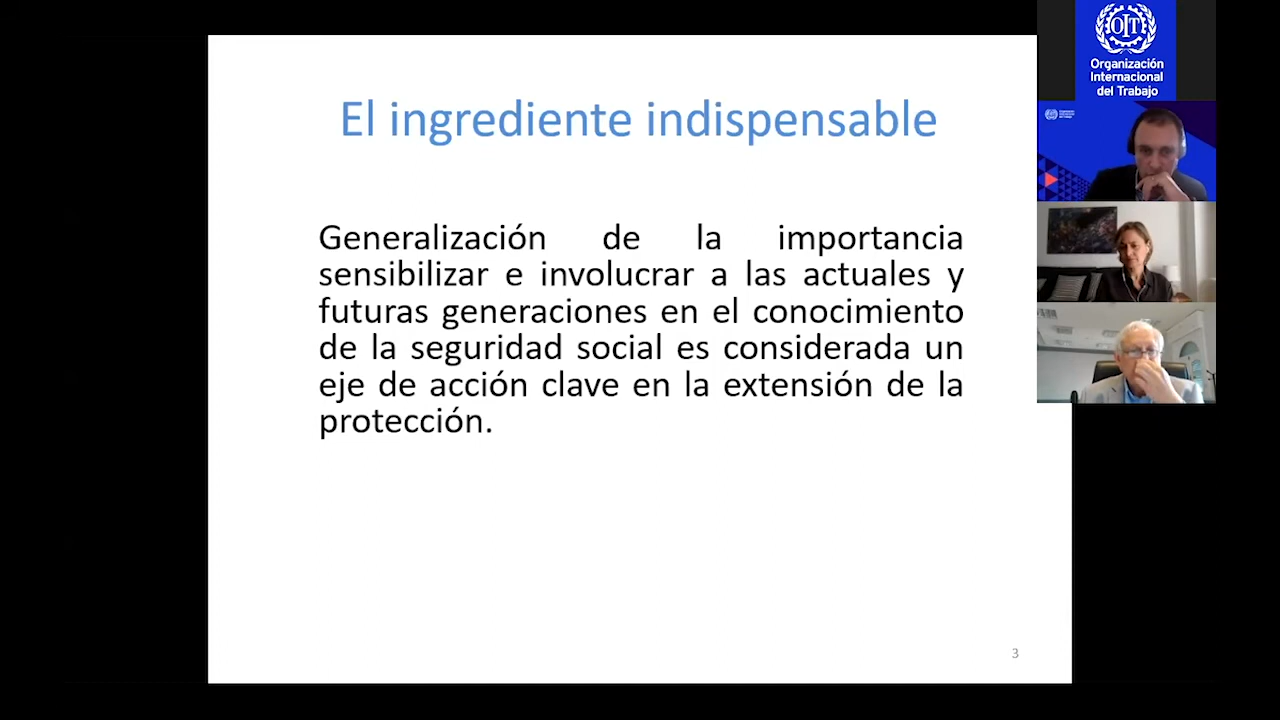 El ingrediente indispensable
Generalización de la importancia
sensibilizar e involucrar a las actuales y
futuras generaciones en el conocimiento
de la seguridad social es considerada un
eje de acción clave en la extensión de la
protección.
3
OIT
Organización
Internacional
del Trabajo